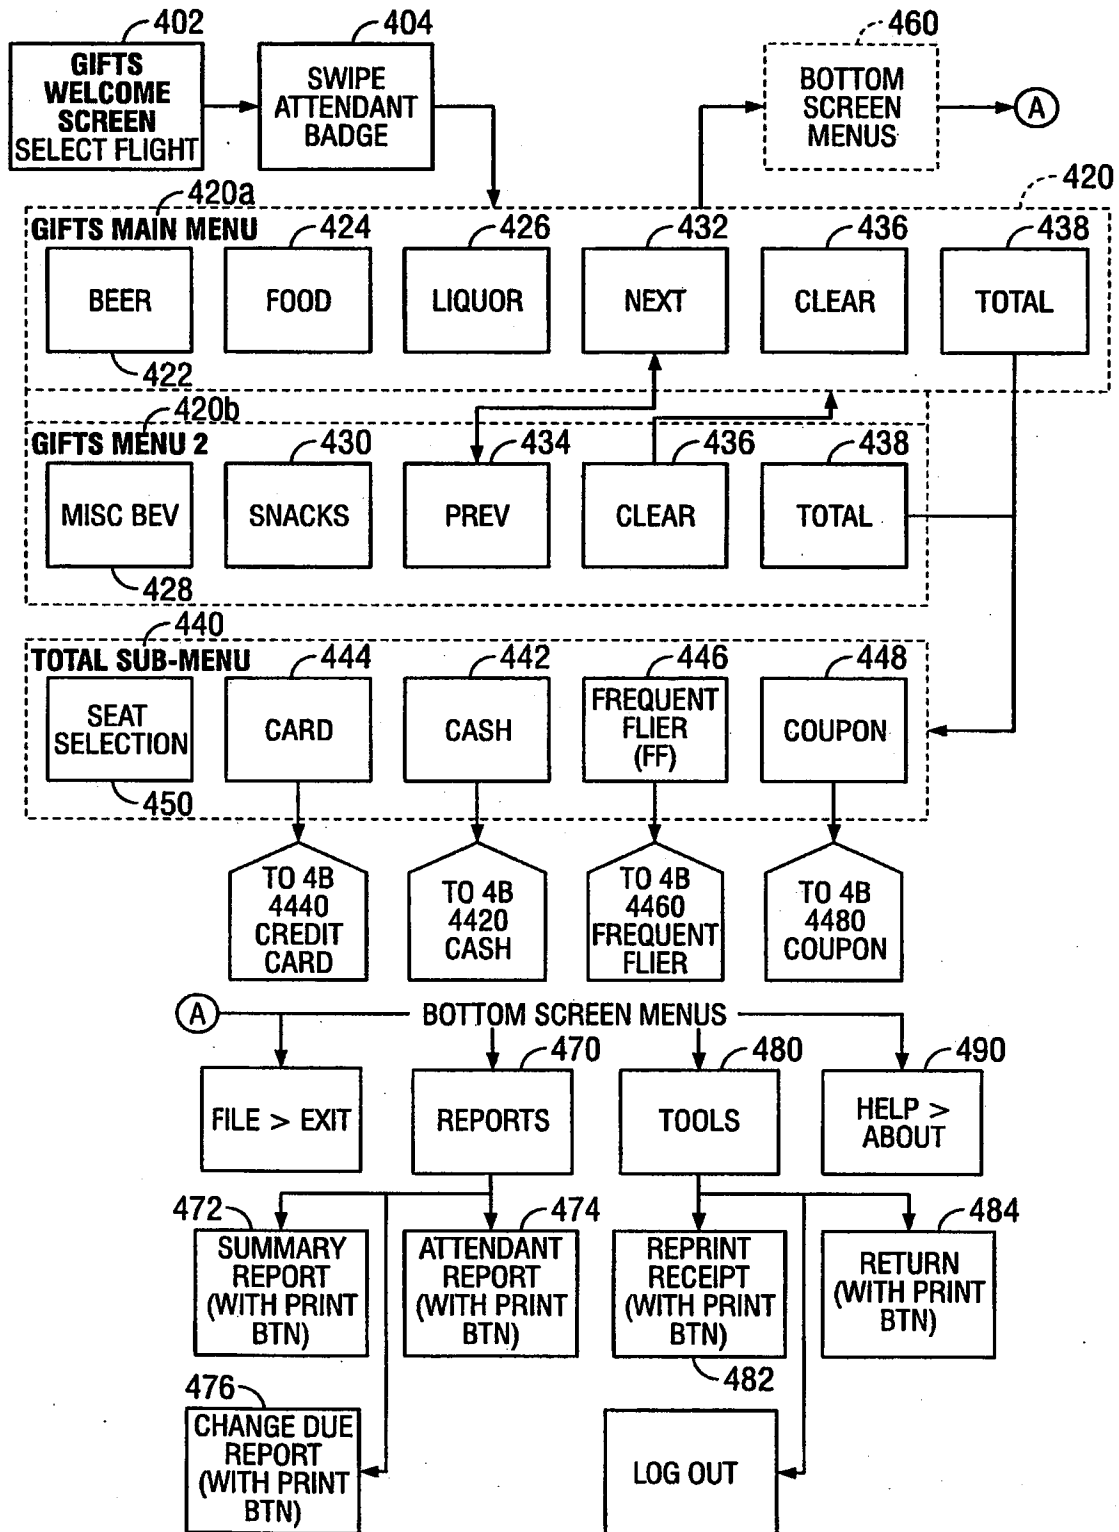 402
404
460
GIFTS
WELCOME
SCREEN
SELECT FLIGHT
SWIPE
ATTENDANT
BADGE
BOTTOM
SCREEN
MENUS
A
420a
420
GIFTS MAIN MENU
424
426
432
436
438
BEER
FOOD
LIQUOR
NEXT
CLEAR
TOTAL
422
420b
GIFTS MENU 2
430
434
436
438
MISC BEV
SNACKS
PREV
CLEAR
TOTAL
428
440
TOTAL SUB-MENU
444
442
446
448
SEAT
SELECTION
CARD
CASH
FREQUENT
FLIER
(FF)
COUPON
450
TO 4B
4440
CREDIT
CARD
TO 4B
4420
CASH
TO 4B
4460
FREQUENT
FLIER
TO 4B
4480
COUPON
A
BOTTOM SCREEN MENUS
470
480
490
FILE > EXIT
REPORTS
TOOLS
HELP >
ABOUT
472
474
484
SUMMARY
REPORT
(WITH PRINT
BTN)
ATTENDANT
REPORT
(WITH PRINT
BTN)
REPRINT
RECEIPT
(WITH PRINT
BTN)
RETURN
(WITH PRINT
BTN)
482
476
CHANGE DUE
REPORT
(WITH PRINT
BTN)
LOG OUT